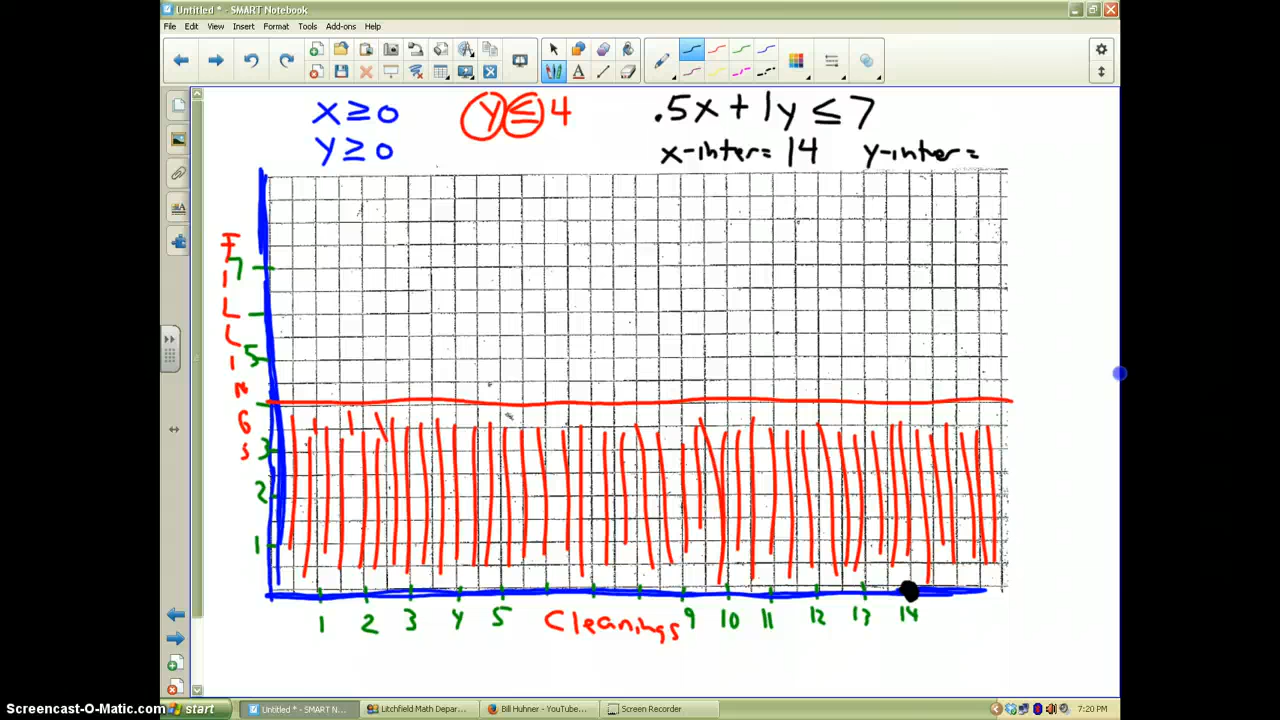 Untitled * - SMART Notebook
File Edit View Insert Format Tools Add-ons Help
x ≥ 0 y ≤ 4 .5x + 1y ≤ 7
y ≥ 0 x-inter = 14 y-inter =
FILLINGS
7
5
3
2
1
1 2 3 4 5 Cleanings 9 10 11 12 13 14
Screencast-O-Matic.com start Untitled * - SMART No... Litchfield Math Depar... Bill Huhner - YouTube... Screen Recorder 7:20 PM